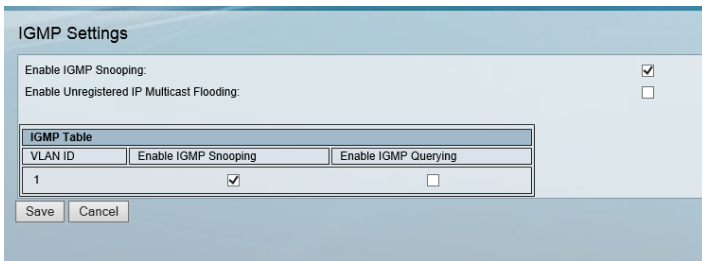 IGMP Settings
Enable IGMP Snooping:
Enable Unregistered IP Multicast Flooding:
IGMP Table
VLAN ID Enable IGMP Snooping Enable IGMP Querying
1
Save Cancel